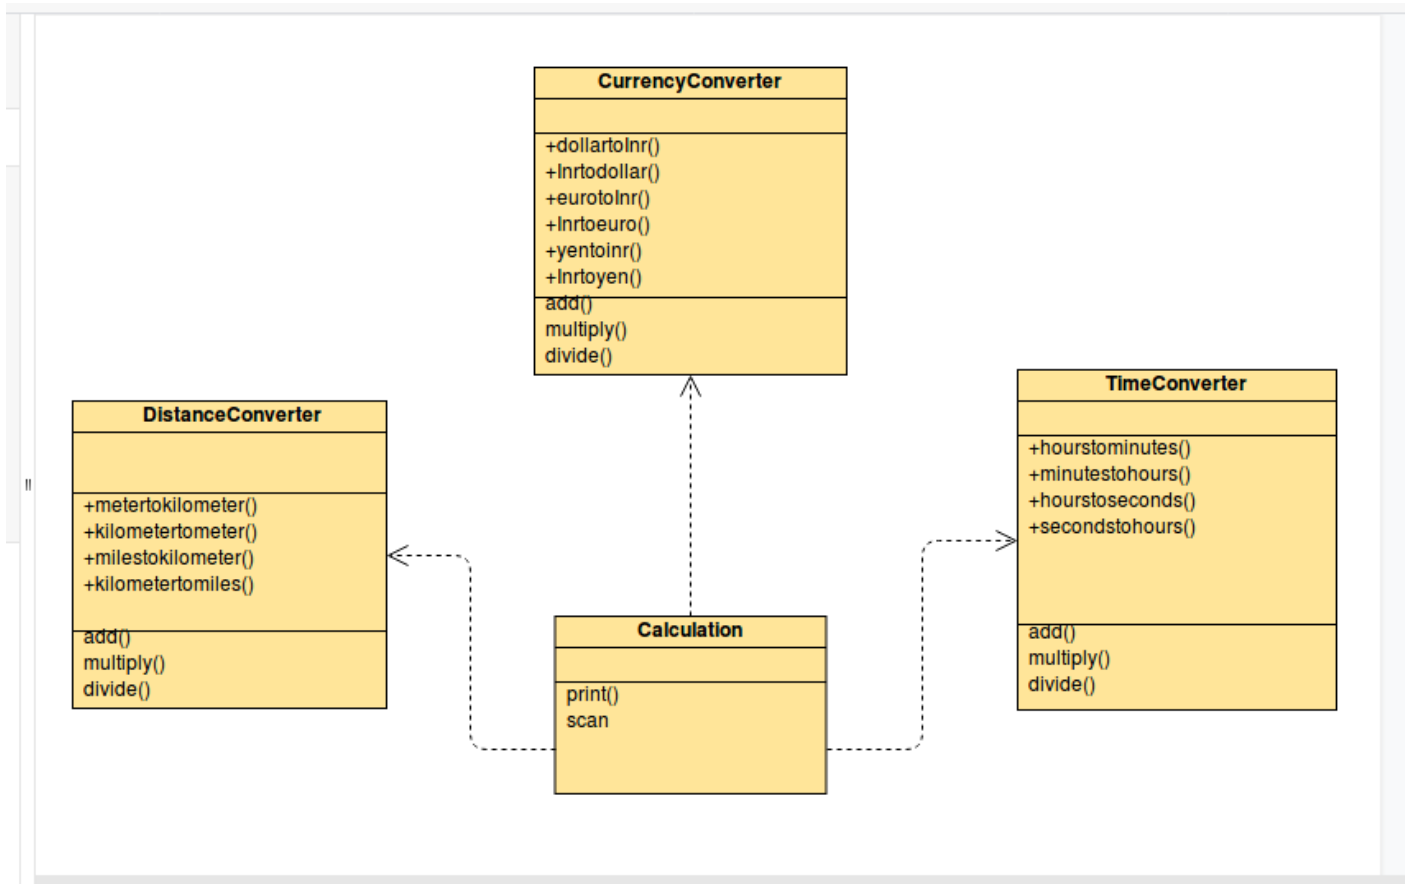 CurrencyConverter
+dollartoInr()
+Inrtodollar()
+eurotoInr()
+Inrtoeuro()
+yentoinr()
+Inrtoyen()
add()
multiply()
divide()
DistanceConverter
+metertokilometer()
+kilometertometer()
+milestokilometer()
+kilometertomiles()
add()
multiply()
divide()
Calculation
print()
scan
TimeConverter
+hourstominutes()
+minutestohours()
+hourstoseconds()
+secondstohours()
add()
multiply()
divide()